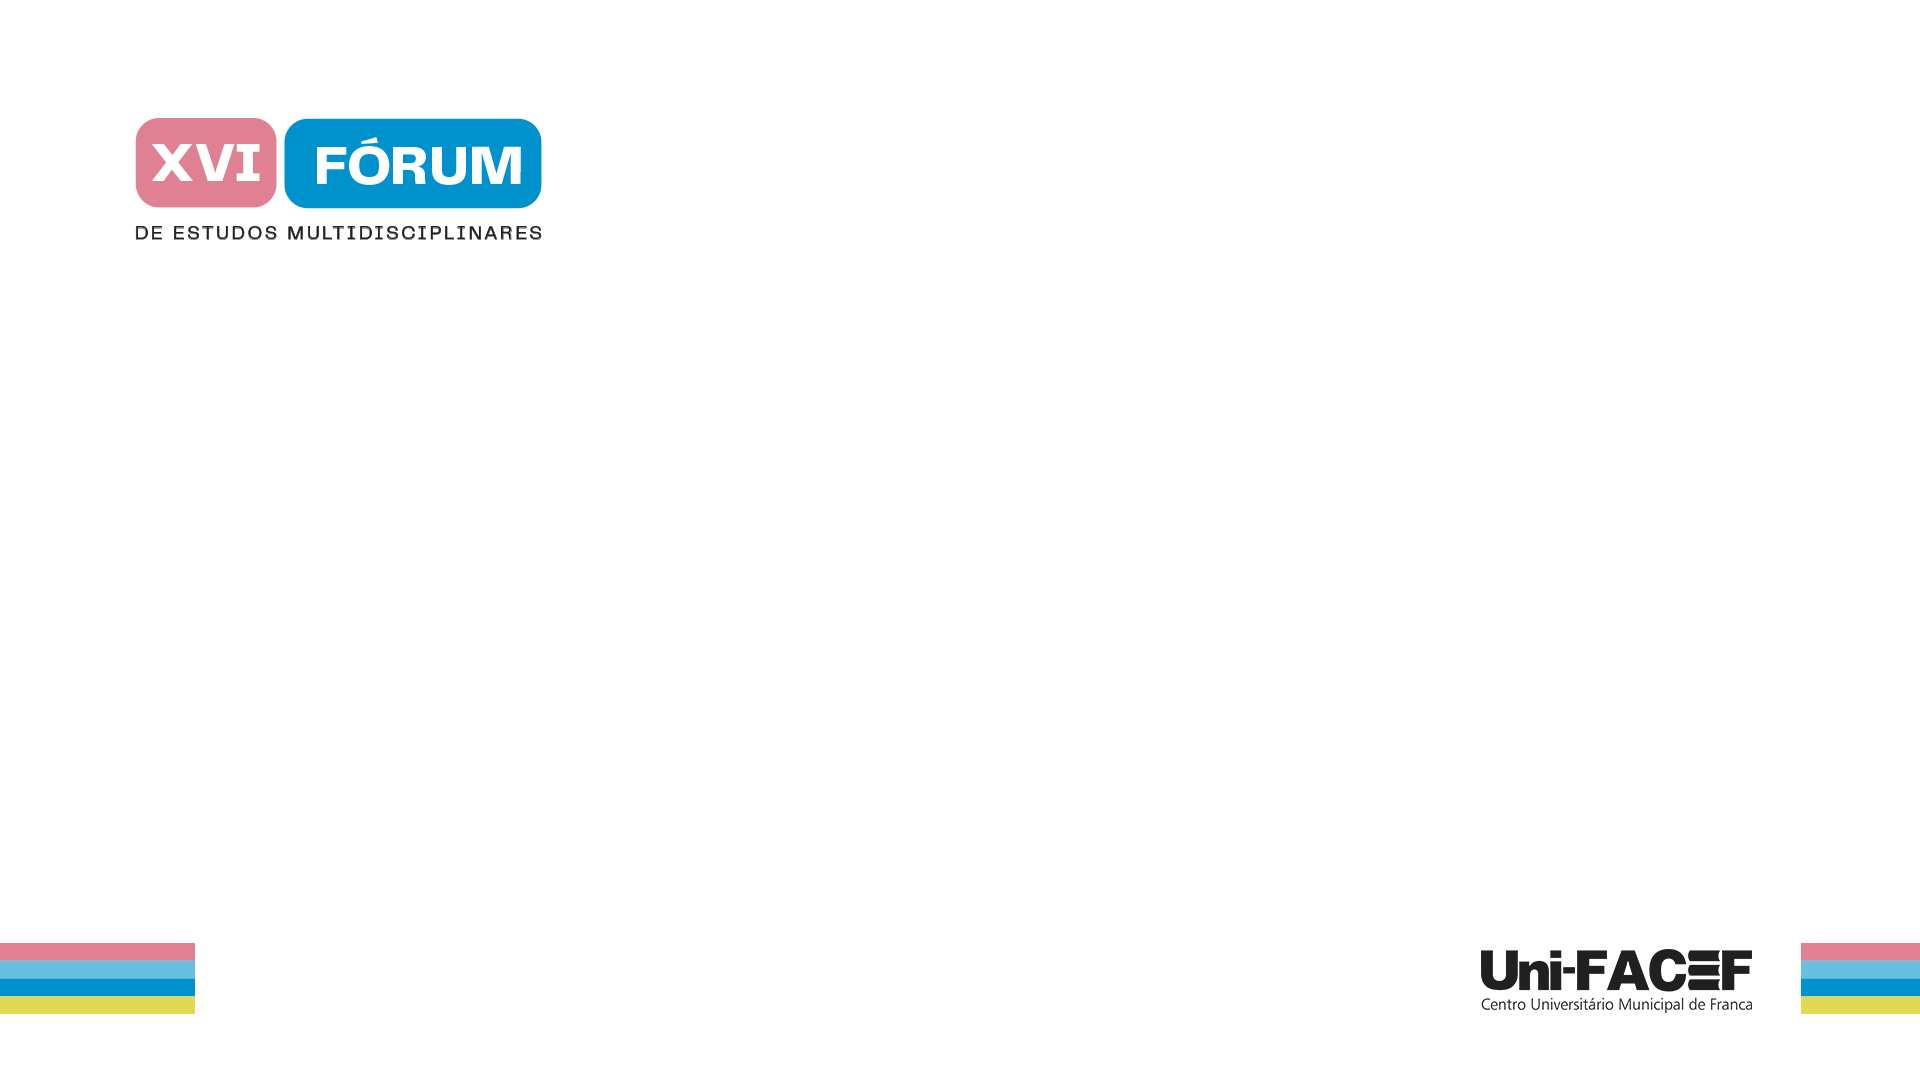 XVI FÓRUM
DE ESTUDOS MULTIDISCIPLINARES
Uni-FACEF
Centro Universitário Municipal de Franca